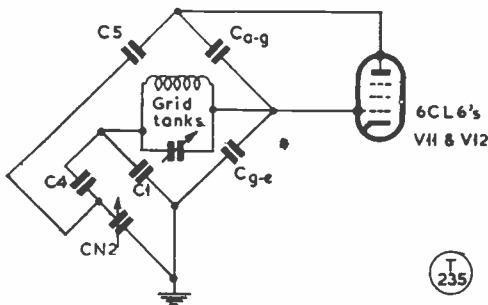 C5
Ca-g
Grid
tanks
6CL6's
V11 & V12
C4
C1
Cg-e
CN2
T
235